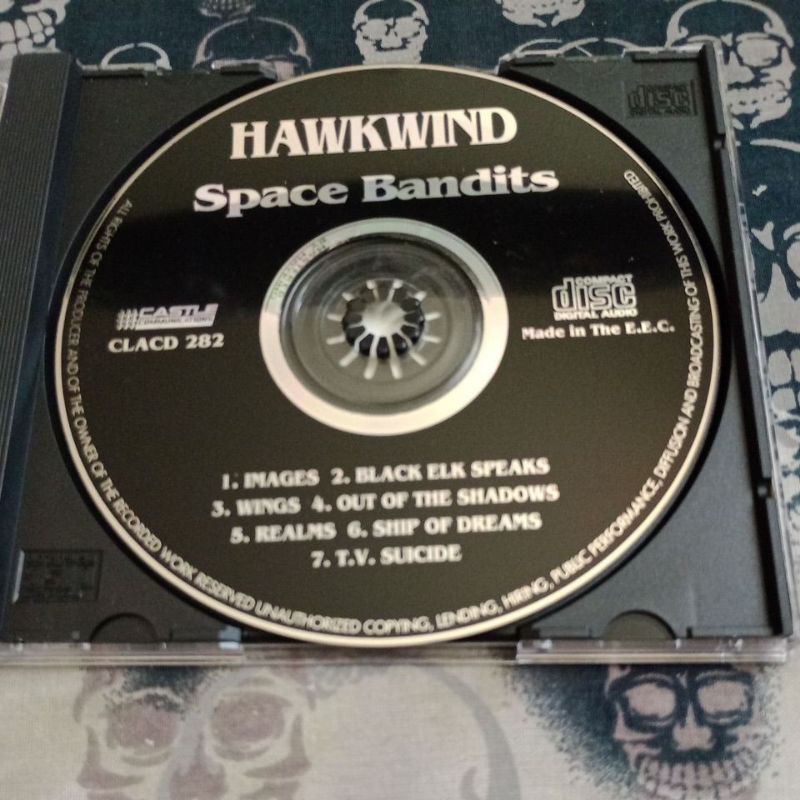 HAWKWIND
Space Bandits
CASTLE
COMMUNICATIONS
CLACD 282
COMPACT
disc
DIGITAL AUDIO
Made in The E.E.C.
1. IMAGES 2. BLACK ELK SPEAKS
3. WINGS 4. OUT OF THE SHADOWS
5. REALMS 6. SHIP OF DREAMS
7. T.V. SUICIDE
ALL RIGHTS OF THE PRODUCER AND OF THE OWNER OF THE RECORDED WORK RESERVED UNAUTHORIZED COPYING, LENDING, HIRING, PUBLIC PERFORMANCE, DIFFUSION AND BROADCASTING OF THIS WORK PROHIBITED
disc
DIGITAL AUDIO